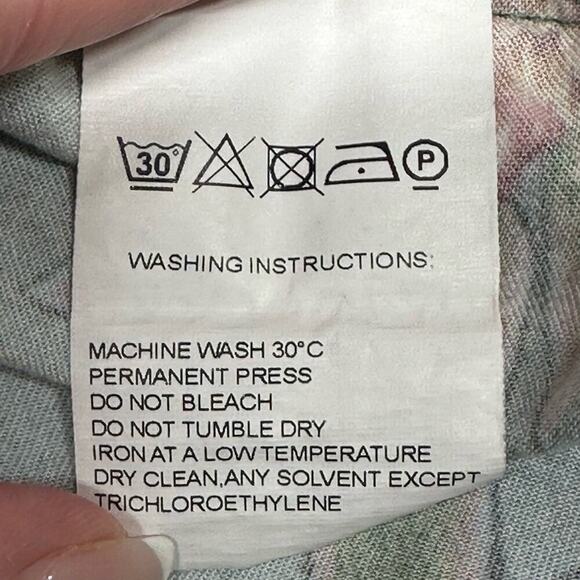 30° P
WASHING INSTRUCTIONS:
MACHINE WASH 30°C
PERMANENT PRESS
DO NOT BLEACH
DO NOT TUMBLE DRY
IRON AT A LOW TEMPERATURE
DRY CLEAN,ANY SOLVENT EXCEPT
TRICHLOROETHYLENE